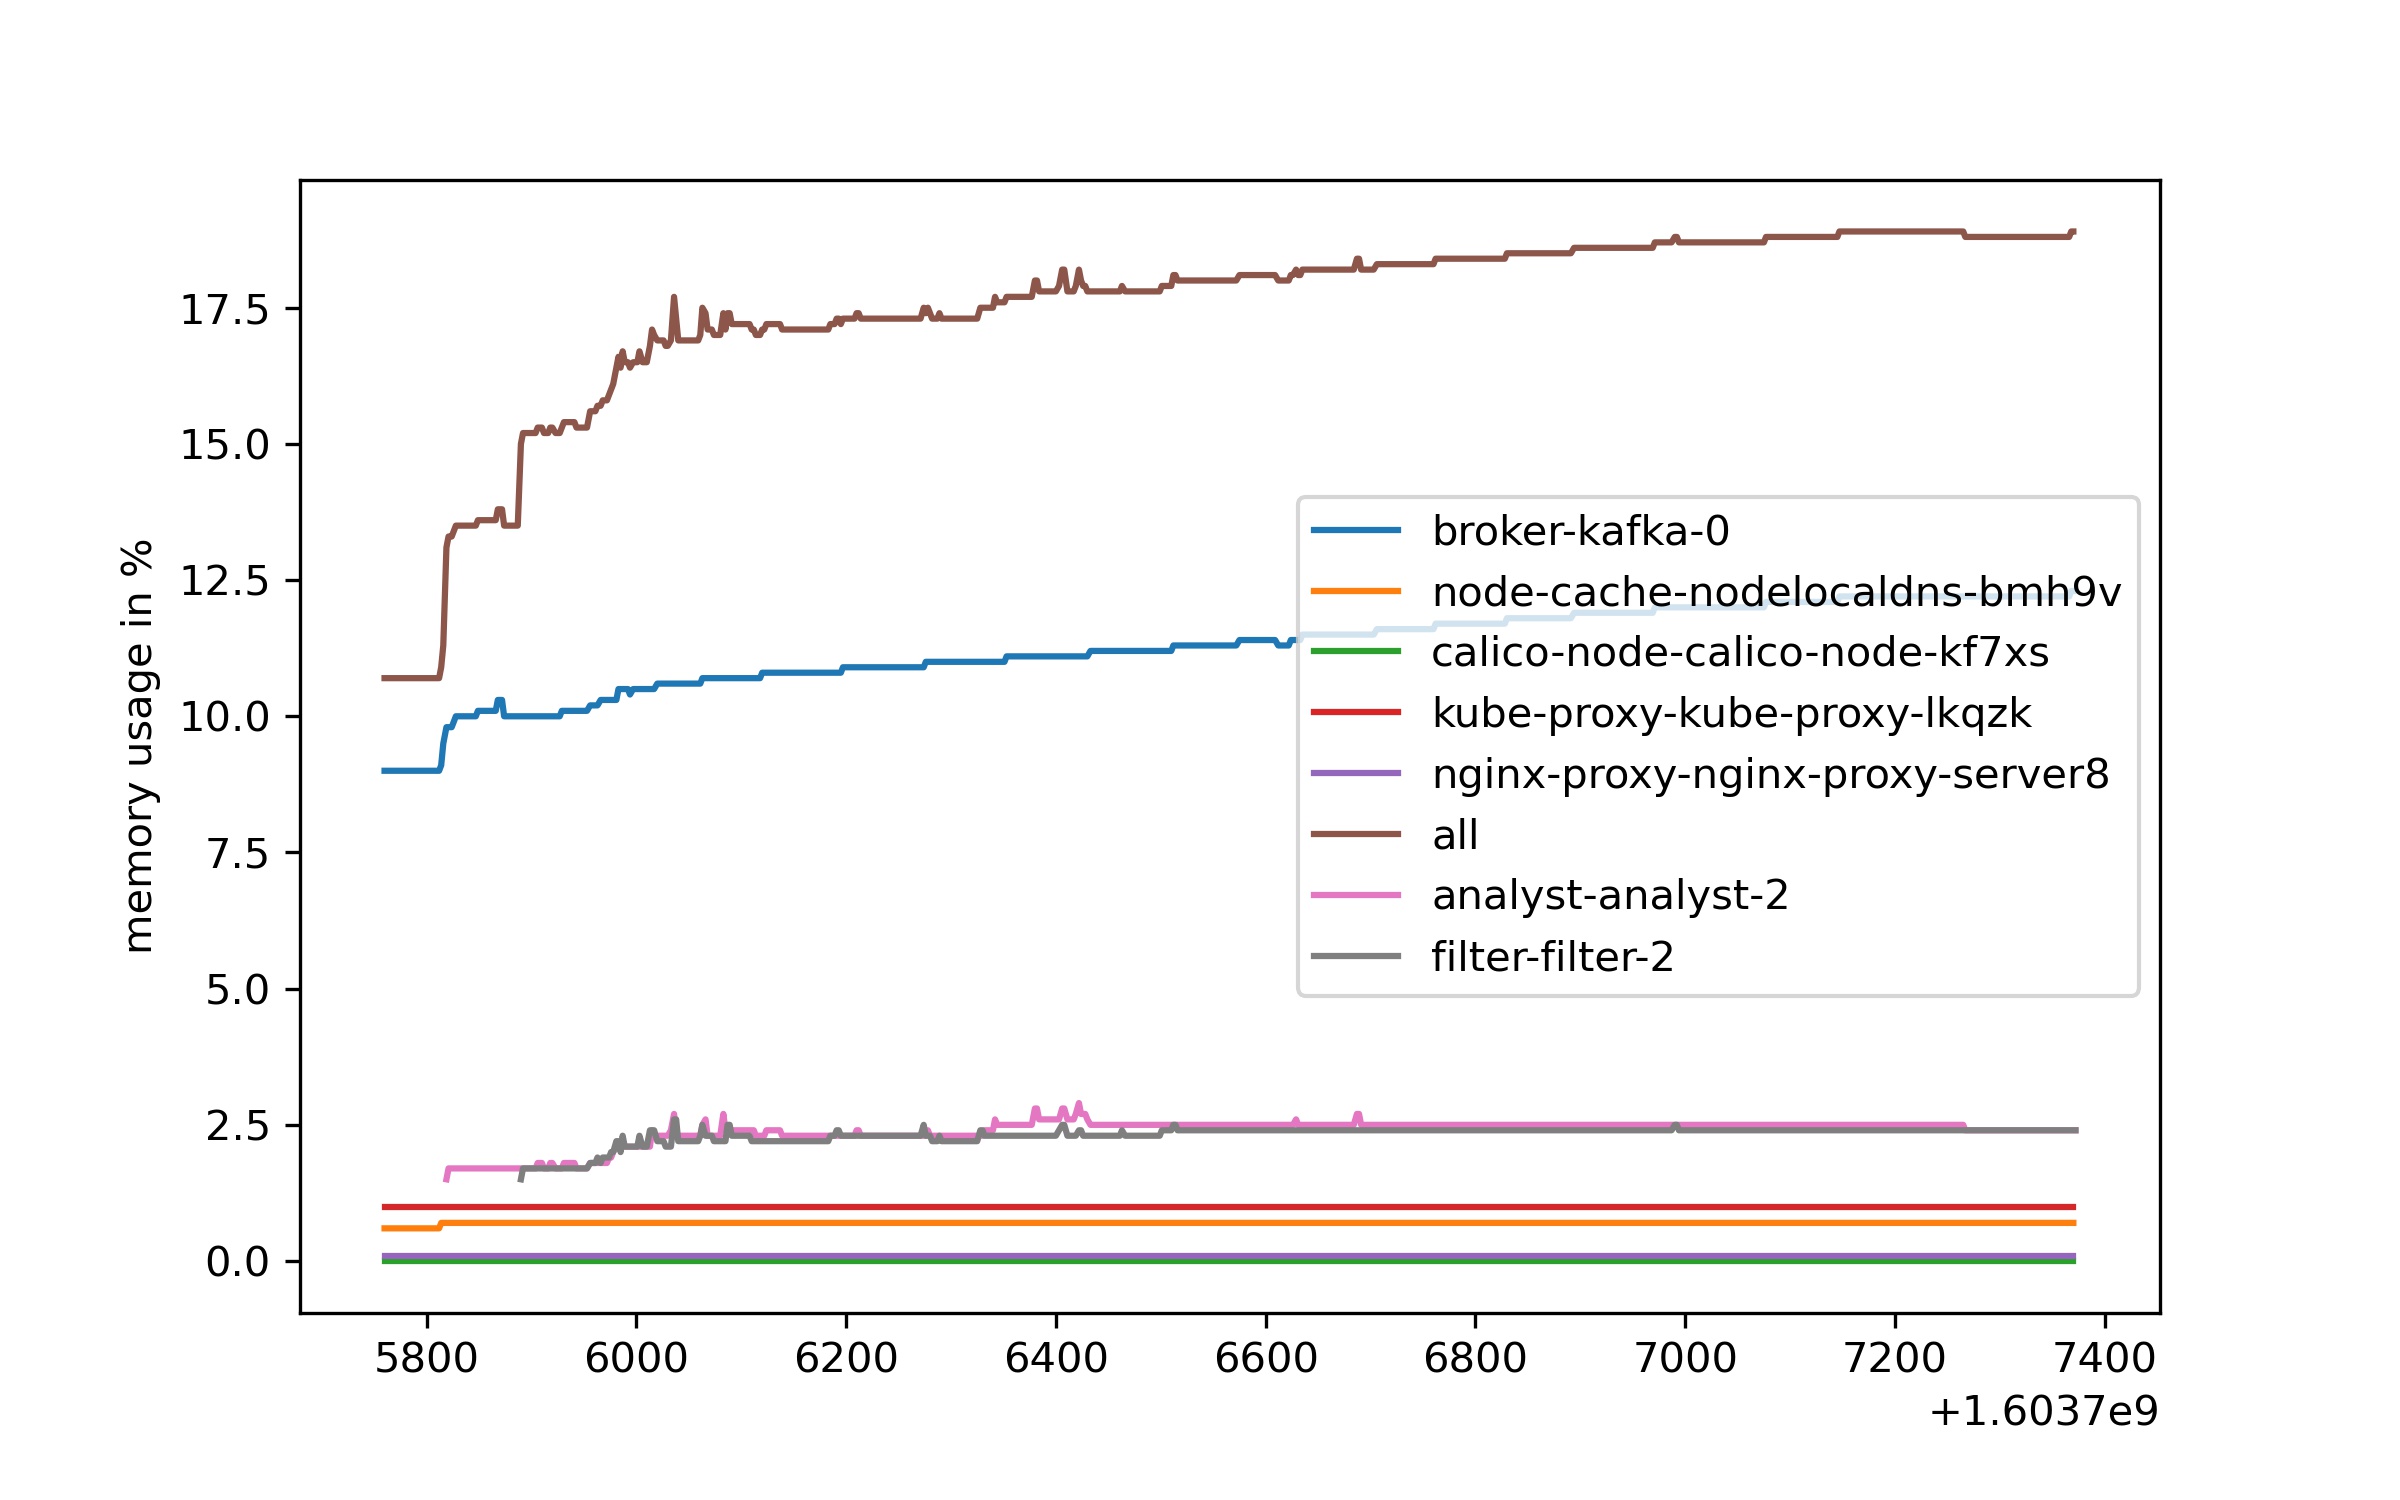 memory usage in %
17.5
15.0
12.5
10.0
7.5
5.0
2.5
0.0
broker-kafka-0
node-cache-nodelocaldns-bmh9v
calico-node-calico-node-kf7xs
kube-proxy-kube-proxy-lkqzk
nginx-proxy-nginx-proxy-server8
all
analyst-analyst-2
filter-filter-2
5800 6000 6200 6400 6600 6800 7000 7200 7400
+1.6037e9